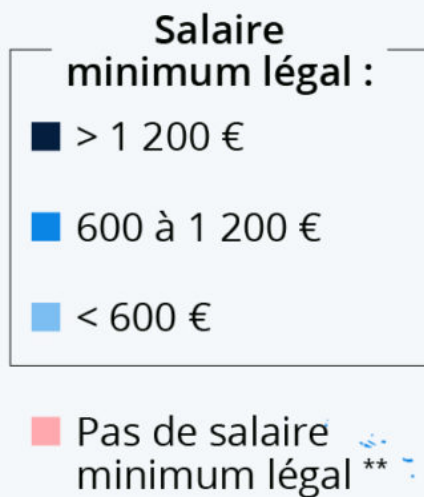 Salaire
minimum légal :
> 1 200 €
600 à 1 200 €
< 600 €
Pas de salaire
minimum légal **